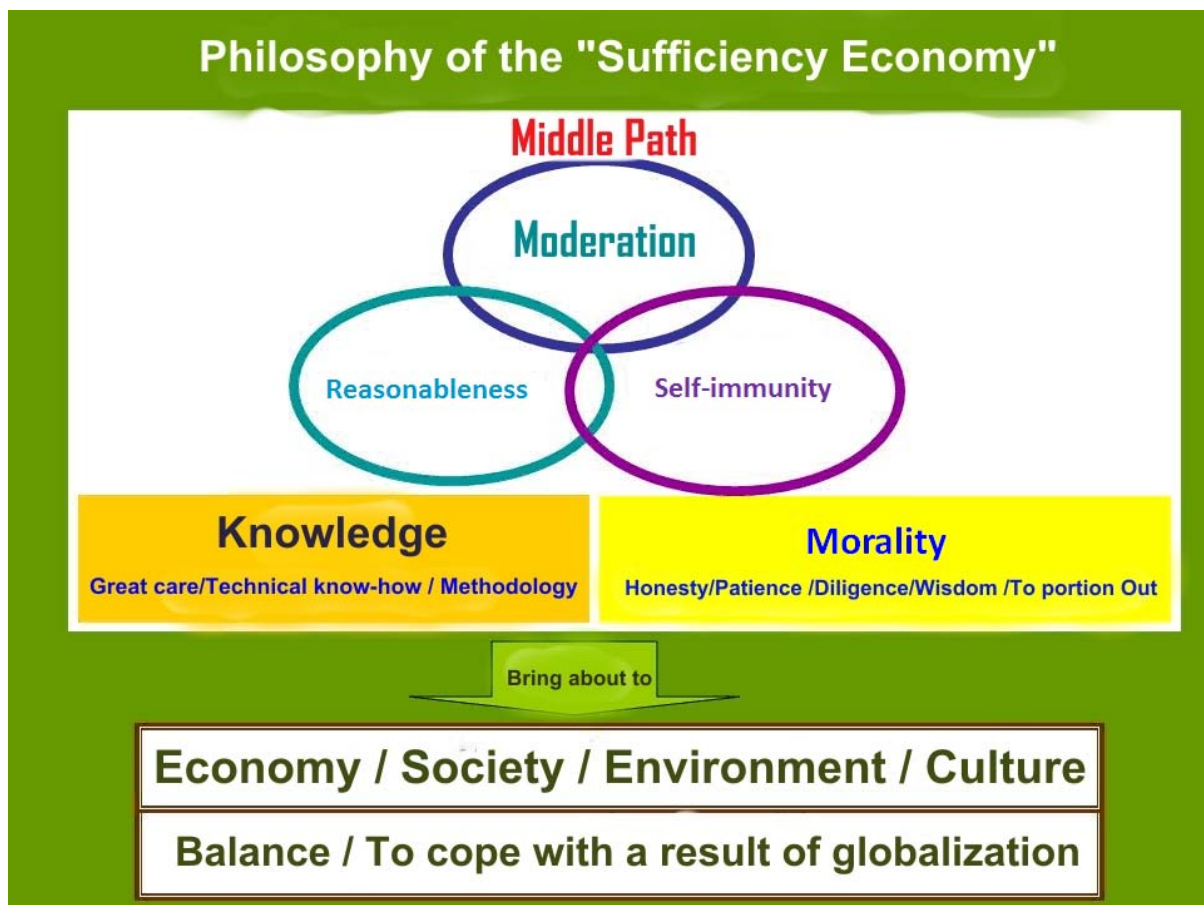 Philosophy of the "Sufficiency Economy"
Middle Path
Moderation
Reasonableness
Self-immunity
Knowledge
Great care/Technical know-how / Methodology
Morality
Honesty/Patience /Diligence/Wisdom /To portion Out
Bring about to
Economy / Society / Environment / Culture
Balance / To cope with a result of globalization